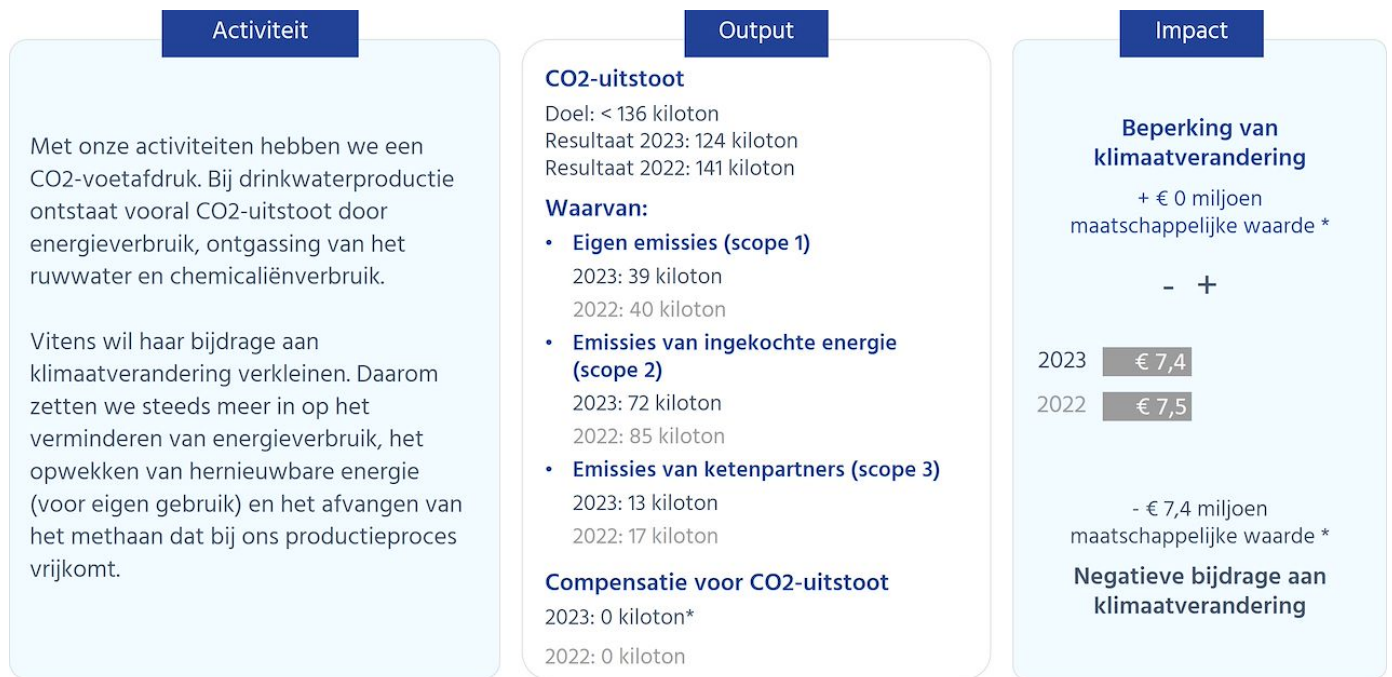 Activiteit
Met onze activiteiten hebben we een
CO2-voetafdruk. Bij drinkwaterproductie
ontstaat vooral CO2-uitstoot door
energieverbruik, ontgassing van het
ruwwater en chemicaliënverbruik.
Vitens wil haar bijdrage aan
klimaatverandering verkleinen. Daarom
zetten we steeds meer in op het
verminderen van energieverbruik, het
opwekken van hernieuwbare energie
(voor eigen gebruik) en het afvangen van
het methaan dat bij ons productieproces
vrijkomt.
Output
CO2-uitstoot
Doel: < 136 kiloton
Resultaat 2023: 124 kiloton
Resultaat 2022: 141 kiloton
Waarvan:
• Eigen emissies (scope 1)
2023: 39 kiloton
2022: 40 kiloton
• Emissies van ingekochte energie
(scope 2)
2023: 72 kiloton
2022: 85 kiloton
• Emissies van ketenpartners (scope 3)
2023: 13 kiloton
2022: 17 kiloton
Compensatie voor CO2-uitstoot
2023: 0 kiloton*
2022: 0 kiloton
Impact
Beperking van
klimaatverandering
+ € 0 miljoen
maatschappelijke waarde *
- +
2023 € 7,4
2022 € 7,5
- € 7,4 miljoen
maatschappelijke waarde *
Negatieve bijdrage aan
klimaatverandering